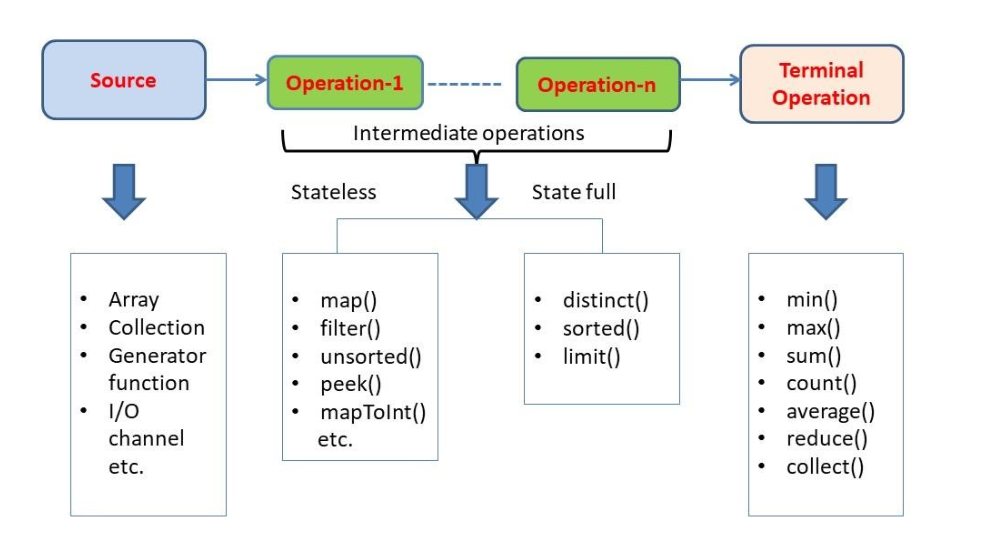 Source
Operation-1
Operation-n
Terminal
Operation
Intermediate operations
Stateless
State full
• Array
• Collection
• Generator
function
• I/O
channel
etc.
• map()
• filter()
• unsorted()
• peek()
• mapToInt()
etc.
• distinct()
• sorted()
• limit()
• min()
• max()
• sum()
• count()
• average()
• reduce()
• collect()